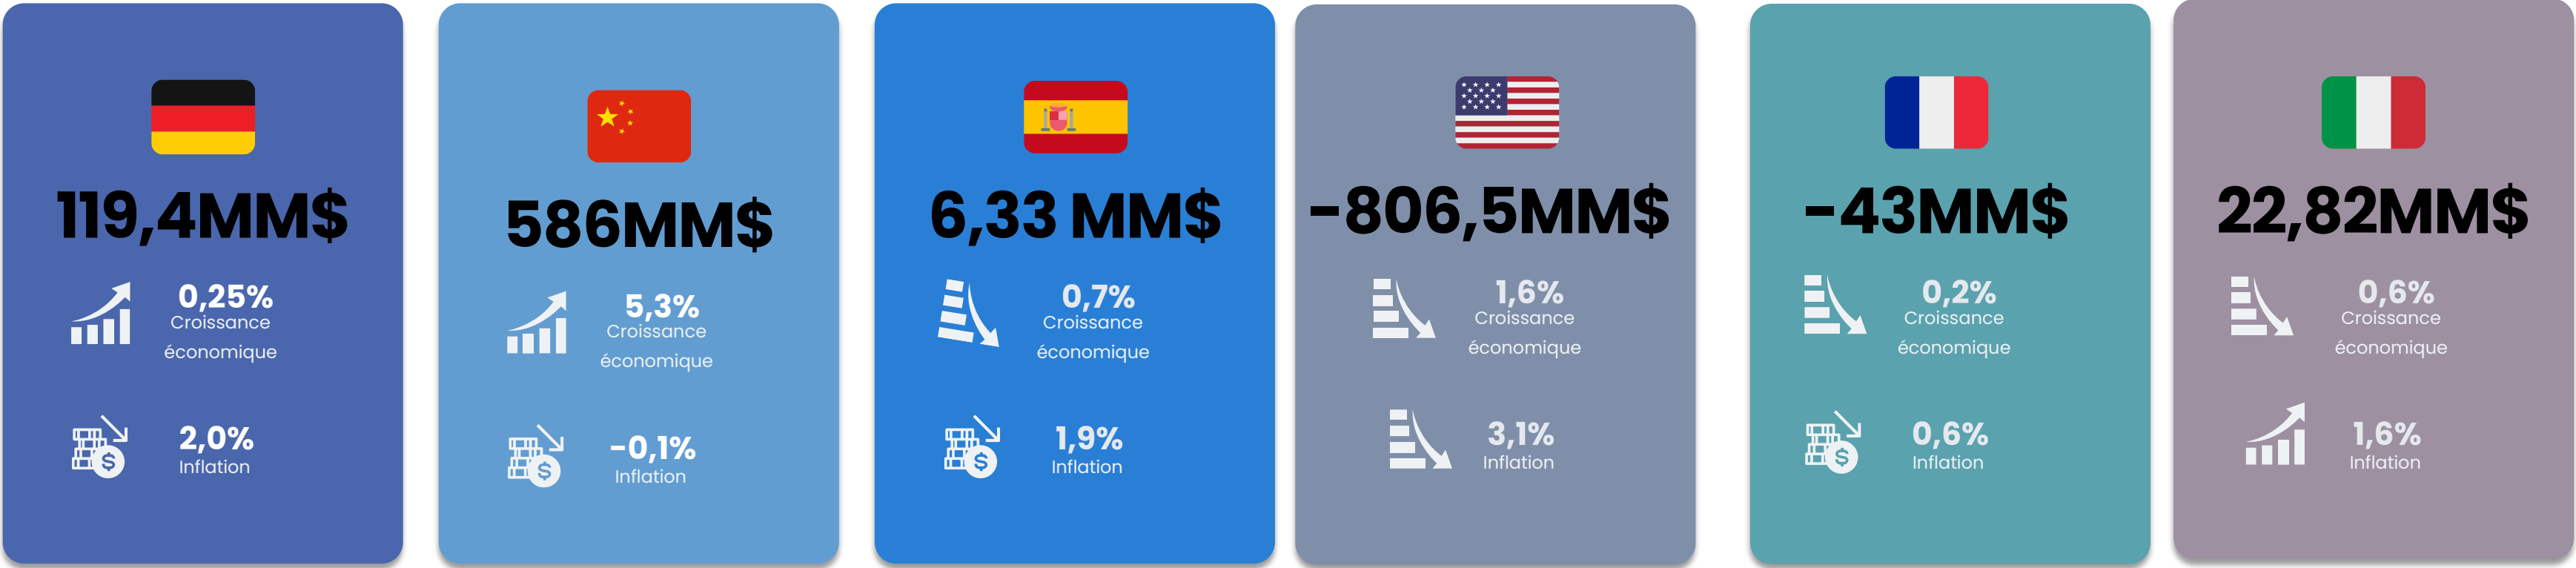 119,4MM$
0,25%
Croissance
économique
2,0%
Inflation
586MM$
5,3%
Croissance
économique
-0,1%
Inflation
6,33 MM$
0,7%
Croissance
économique
1,9%
Inflation
-806,5MM$
1,6%
Croissance
économique
3,1%
Inflation
-43MM$
0,2%
Croissance
économique
0,6%
Inflation
22,82MM$
0,6%
Croissance
économique
1,6%
Inflation